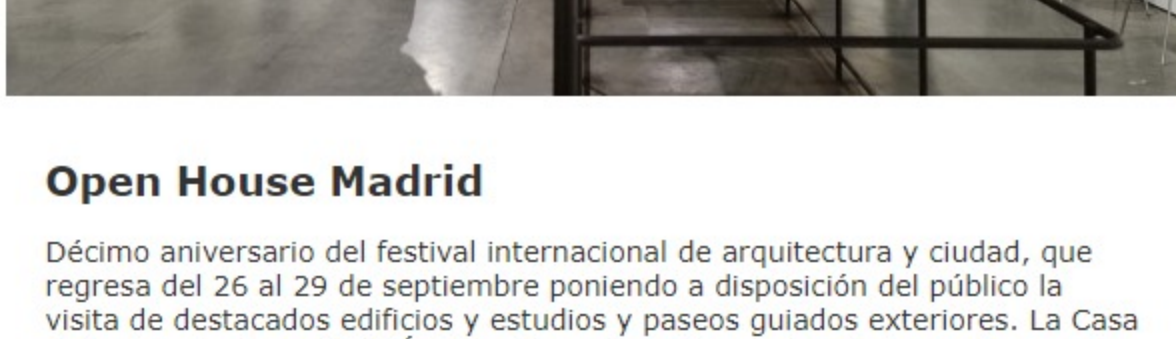 Open House Madrid
Décimo aniversario del festival internacional de arquitectura y ciudad, que
regresa del 26 al 29 de septiembre poniendo a disposición del público la
visita de destacados edificios y estudios y paseos guiados exteriores. La Casa